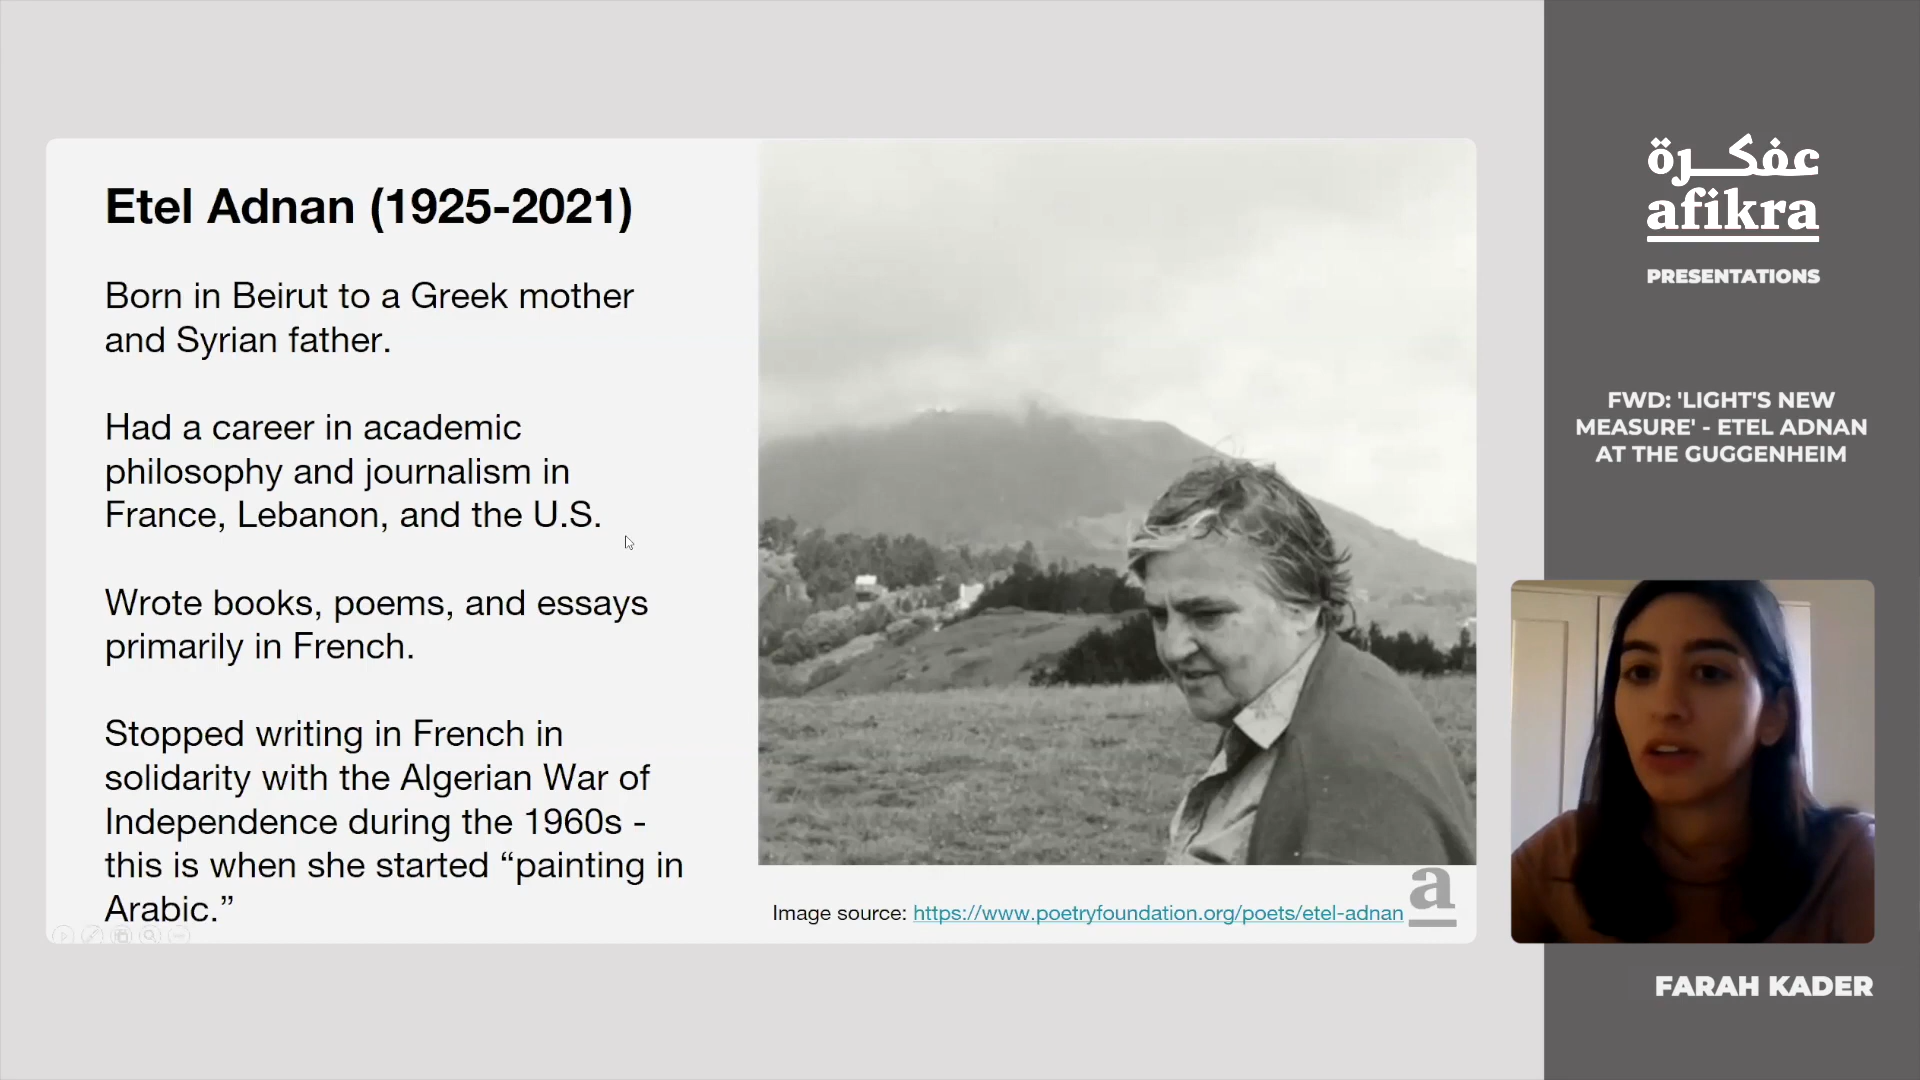 Etel Adnan (1925-2021)
Born in Beirut to a Greek mother
and Syrian father.
Had a career in academic
philosophy and journalism in
France, Lebanon, and the U.S.
Wrote books, poems, and essays
primarily in French.
Stopped writing in French in
solidarity with the Algerian War of
Independence during the 1960s -
this is when she started “painting in
Arabic.”
Image source: https://www.poetryfoundation.org/poets/etel-adnan
a
عفكرة
afikra
PRESENTATIONS
FWD: 'LIGHT'S NEW
MEASURE' - ETEL ADNAN
AT THE GUGGENHEIM
FARAH KADER